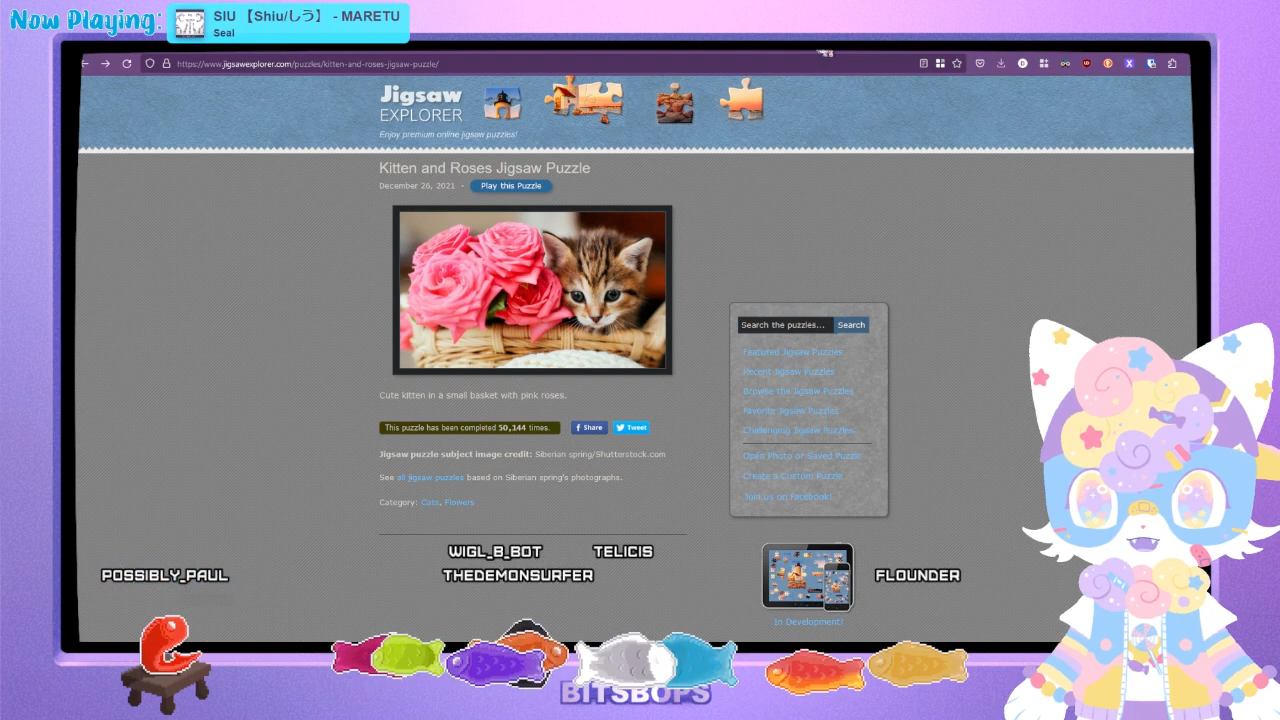 Now Playing:
SIU 【Shiu/しう】 - MARETU
Seal
https://www.jigsawexplorer.com/puzzles/kitten-and-roses-jigsaw-puzzle/
Jigsaw
EXPLORER
Enjoy premium online jigsaw puzzles!
Kitten and Roses Jigsaw Puzzle
December 26, 2021 - Play this Puzzle
Search the puzzles... Search
Featured Jigsaw Puzzles
Recent Jigsaw Puzzles
Browse the Jigsaw Puzzles
Favorite Jigsaw Puzzles
Challenging Jigsaw Puzzles
Open Photo or Saved Puzzle
Create a Custom Puzzle
Join us on Facebook!
Cute kitten in a small basket with pink roses.
This puzzle has been completed 50,144 times. Share Tweet
Jigsaw puzzle subject image credit: Siberian spring/Shutterstock.com
See all jigsaw puzzles based on Siberian spring's photographs.
Category: Cats, Flowers
WIGL_B_BOT TELICIS
POSSIBLY_PAUL THEDEMONSURFER FLOUNDER
In Development!
BITSBOPS